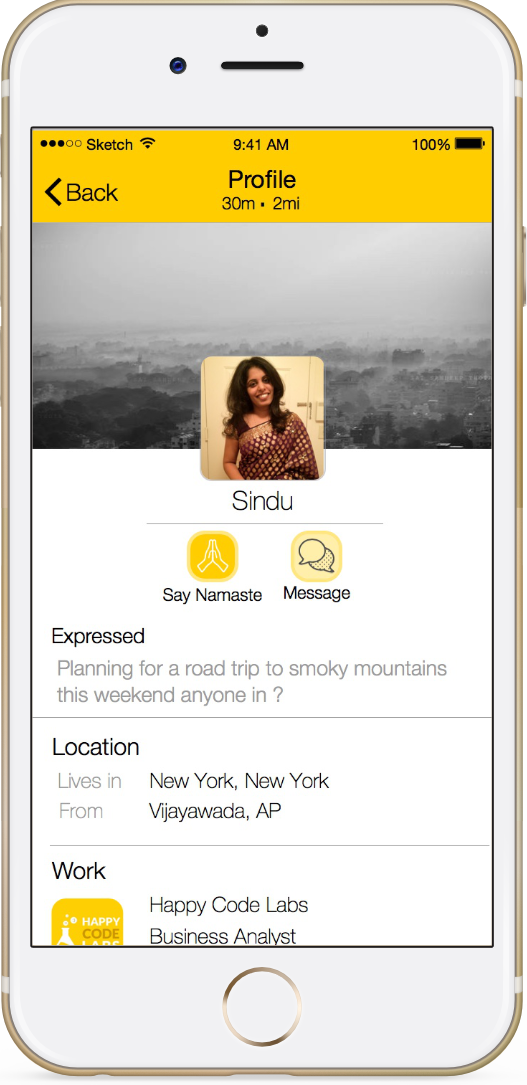 Sketch 9:41 AM 100%
Back Profile
30m • 2mi
Sindu
Say Namaste Message
Expressed
Planning for a road trip to smoky mountains
this weekend anyone in ?
Location
Lives in New York, New York
From Vijayawada, AP
Work
Happy Code Labs
Business Analyst
HAPPY
CODE
LABS